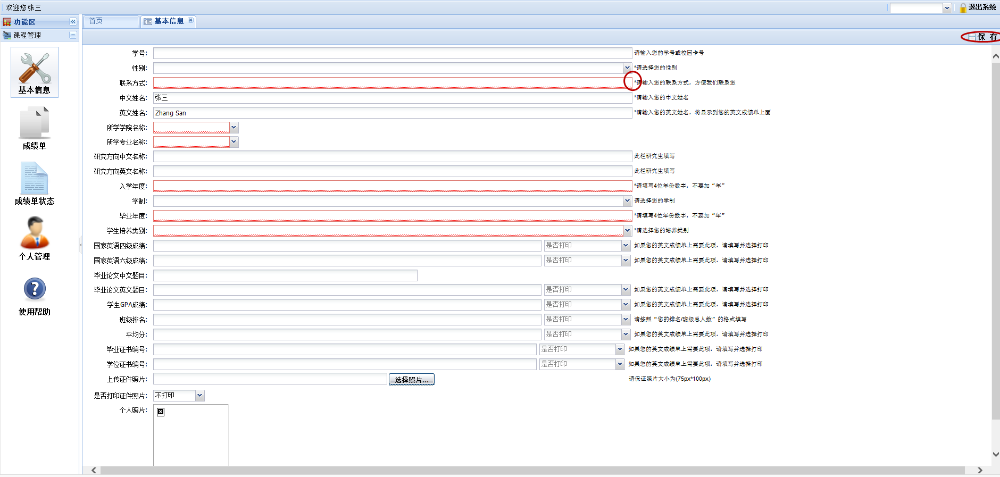 欢迎您张三
退出系统
功能区
首页
基本信息
课程管理
保 存
基本信息
成绩单
成绩单状态
个人管理
使用帮助
学号: 请输入您的学号或校园卡号
性别: *请选择您的性别
联系方式: *请输入您的联系方式，方便我们联系您
中文姓名: 张三 *请输入您的中文姓名
英文姓名: Zhang San *请输入您的英文姓名，将显示到您的英文成绩单上面
所学学院名称:
所学专业名称:
研究方向中文名称: 此栏研究生填写
研究方向英文名称: 此栏研究生填写
入学年度: *请填写4位年份数字，不要加“年”
学制: 请选择您的学制
毕业年度: *请填写4位年份数字，不要加“年”
学生培养类别: *请选择您的培养类别
国家英语四级成绩: 是否打印 如果您的英文成绩单上需要此项，请填写并选择打印
国家英语六级成绩: 是否打印 如果您的英文成绩单上需要此项，请填写并选择打印
毕业论文中文题目:
毕业论文英文题目: 是否打印 如果您的英文成绩单上需要此项，请填写并选择打印
学生GPA成绩: 是否打印 如果您的英文成绩单上需要此项，请填写并选择打印
班级排名: 是否打印 请按照“您的排名/班级总人数”的格式填写
平均分: 是否打印 如果您的英文成绩单上需要此项，请填写并选择打印
毕业证书编号: 是否打印 如果您的英文成绩单上需要此项，请填写并选择打印
学位证书编号: 是否打印 如果您的英文成绩单上需要此项，请填写并选择打印
上传证件照片: 选择照片... 请保证照片大小为(75px*100px)
是否打印证件照片: 不打印
个人照片: